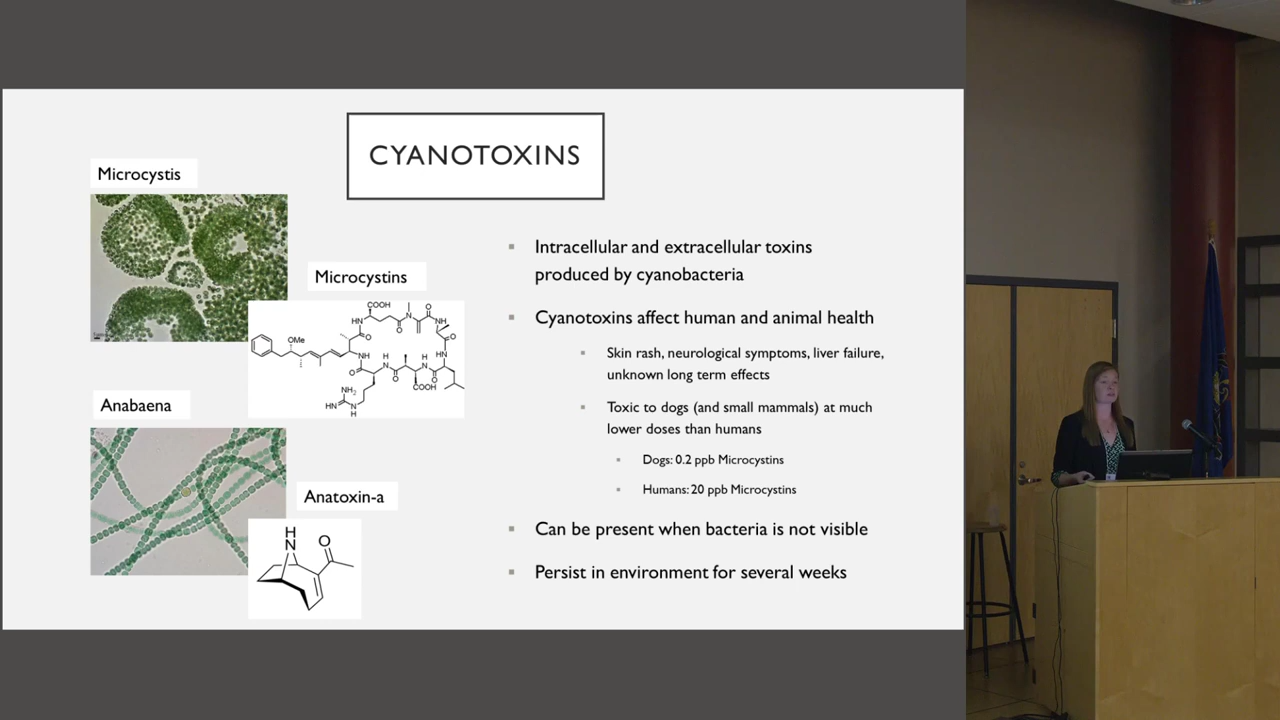 CYANOTOXINS
Microcystis
Microcystins
COOH
OMe
COOH
Anabaena
Anatoxin-a
Intracellular and extracellular toxins
produced by cyanobacteria
Cyanotoxins affect human and animal health
Skin rash, neurological symptoms, liver failure,
unknown long term effects
Toxic to dogs (and small mammals) at much
lower doses than humans
Dogs: 0.2 ppb Microcystins
Humans: 20 ppb Microcystins
Can be present when bacteria is not visible
Persist in environment for several weeks